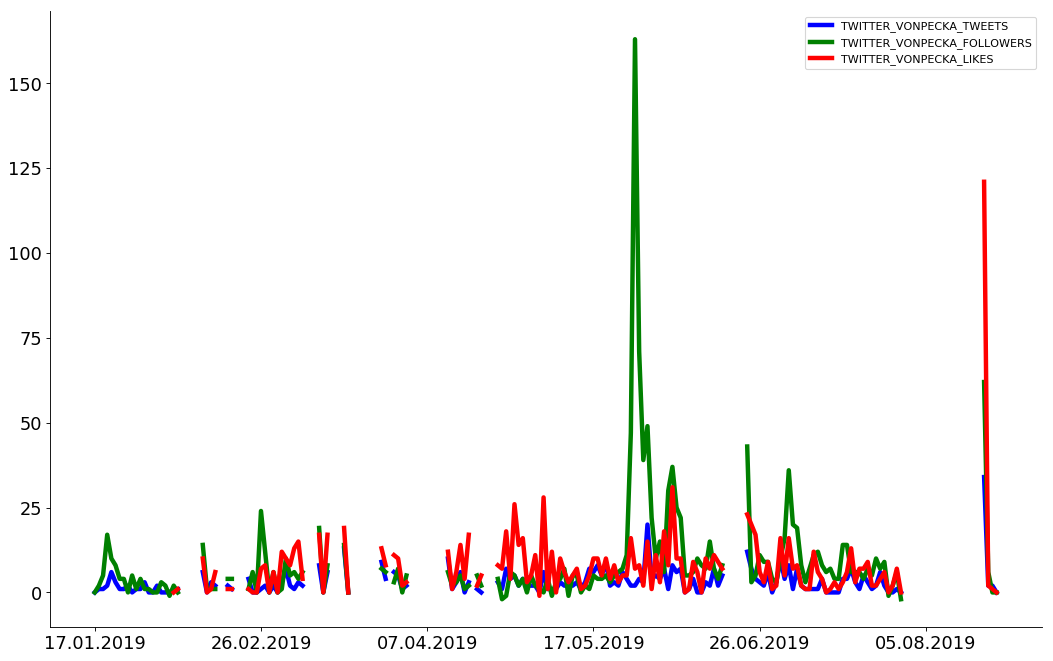 TWITTER_VONPECKA_TWEETS
TWITTER_VONPECKA_FOLLOWERS
TWITTER_VONPECKA_LIKES
150
125
100
75
50
25
0
17.01.2019 26.02.2019 07.04.2019 17.05.2019 26.06.2019 05.08.2019